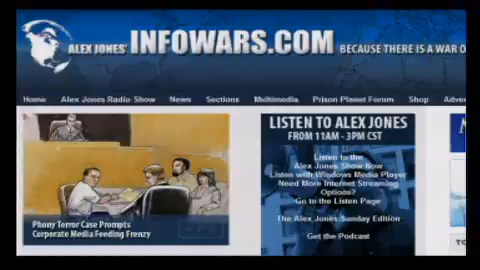 ALEX JONES' INFOWARS.COM BECAUSE THERE IS A WAR O
Home Alex Jones Radio Show News Sections Multimedia Prison Planet Forum Shop Adve
LISTEN TO ALEX JONES
FROM 11AM - 3PM CST
Listen to the
Alex Jones Show Now
Listen with Windows Media Player
Need More Internet Streaming
Options?
Go to the Listen Page
The Alex Jones Sunday Edition
Get the Podcast
Phony Terror Case Prompts
Corporate Media Feeding Frenzy